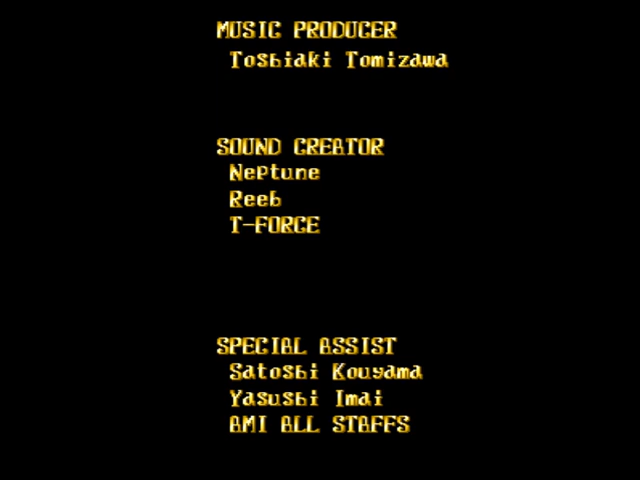 MUSIC PRODUCER
Toshiaki Tomizawa
SOUND CREATOR
Neptune
Reeb
T-FORCE
SPECIAL ASSIST
Satoshi Kouyama
Yasushi Imai
AMI ALL STAFFS